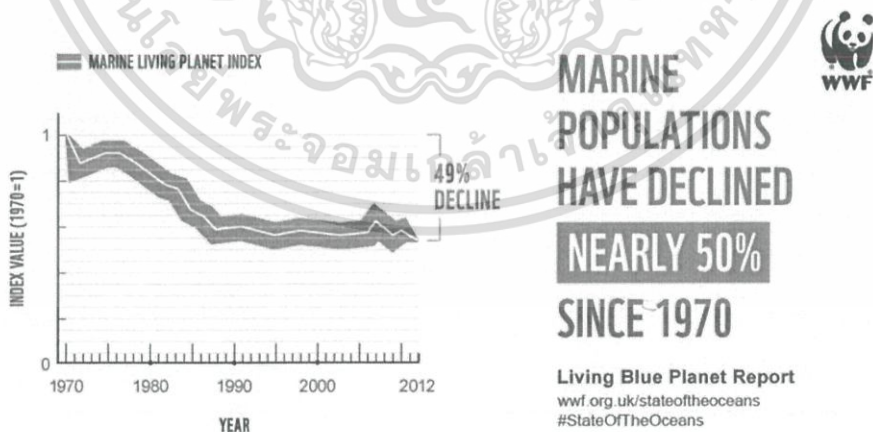 MARINE LIVING PLANET INDEX
INDEX VALUE (1970=1)
1
0
1970
1980
1990
2000
2012
YEAR
49%
DECLINE
WWF
MARINE
POPULATIONS
HAVE DECLINED
NEARLY 50%
SINCE 1970
Living Blue Planet Report
wwf.org.uk/stateoftheoceans
#StateOfTheOceans